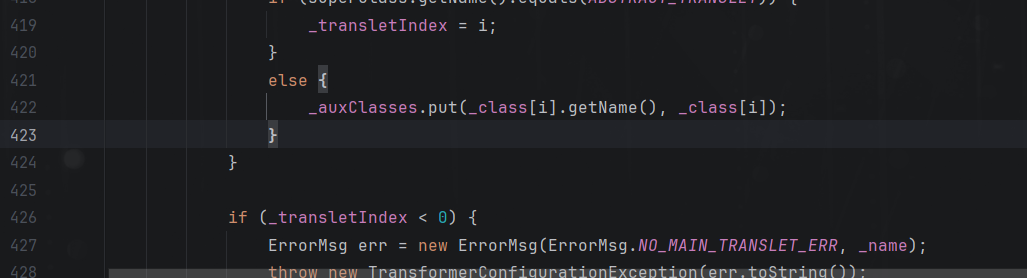 418 if (superClass.getName().equals(ABSTRACT_TRANSLET)) {
419 _transletIndex = i;
420 }
421 else {
422 _auxClasses.put(_class[i].getName(), _class[i]);
423 }
424 }
425
426 if (_transletIndex < 0) {
427 ErrorMsg err = new ErrorMsg(ErrorMsg.NO_MAIN_TRANSLET_ERR, _name);
428 throw new TransformerConfigurationException(err.toString());